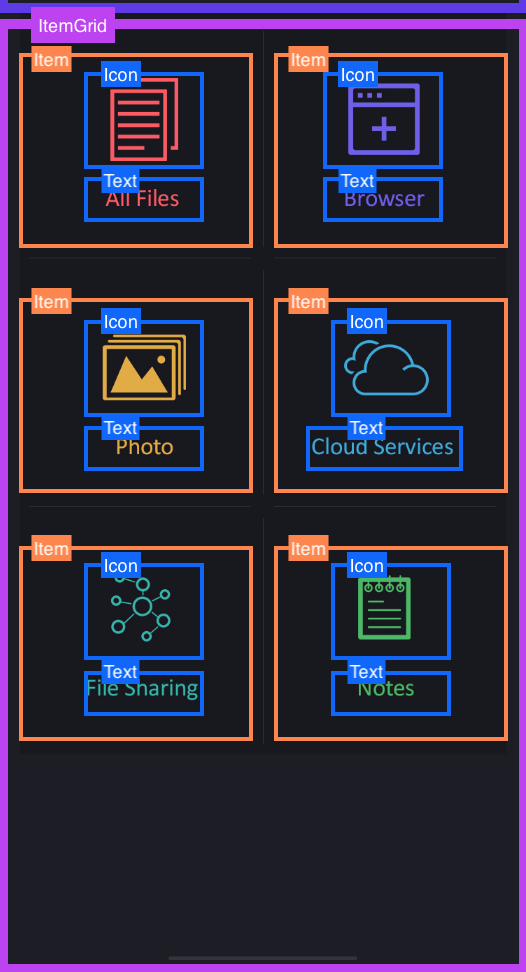 ItemGrid
Item
Icon
Text
All Files
Item
Icon
Text
Browser
Item
Icon
Text
Photo
Item
Icon
Text
Cloud Services
Item
Icon
Text
File Sharing
Item
Icon
Text
Notes